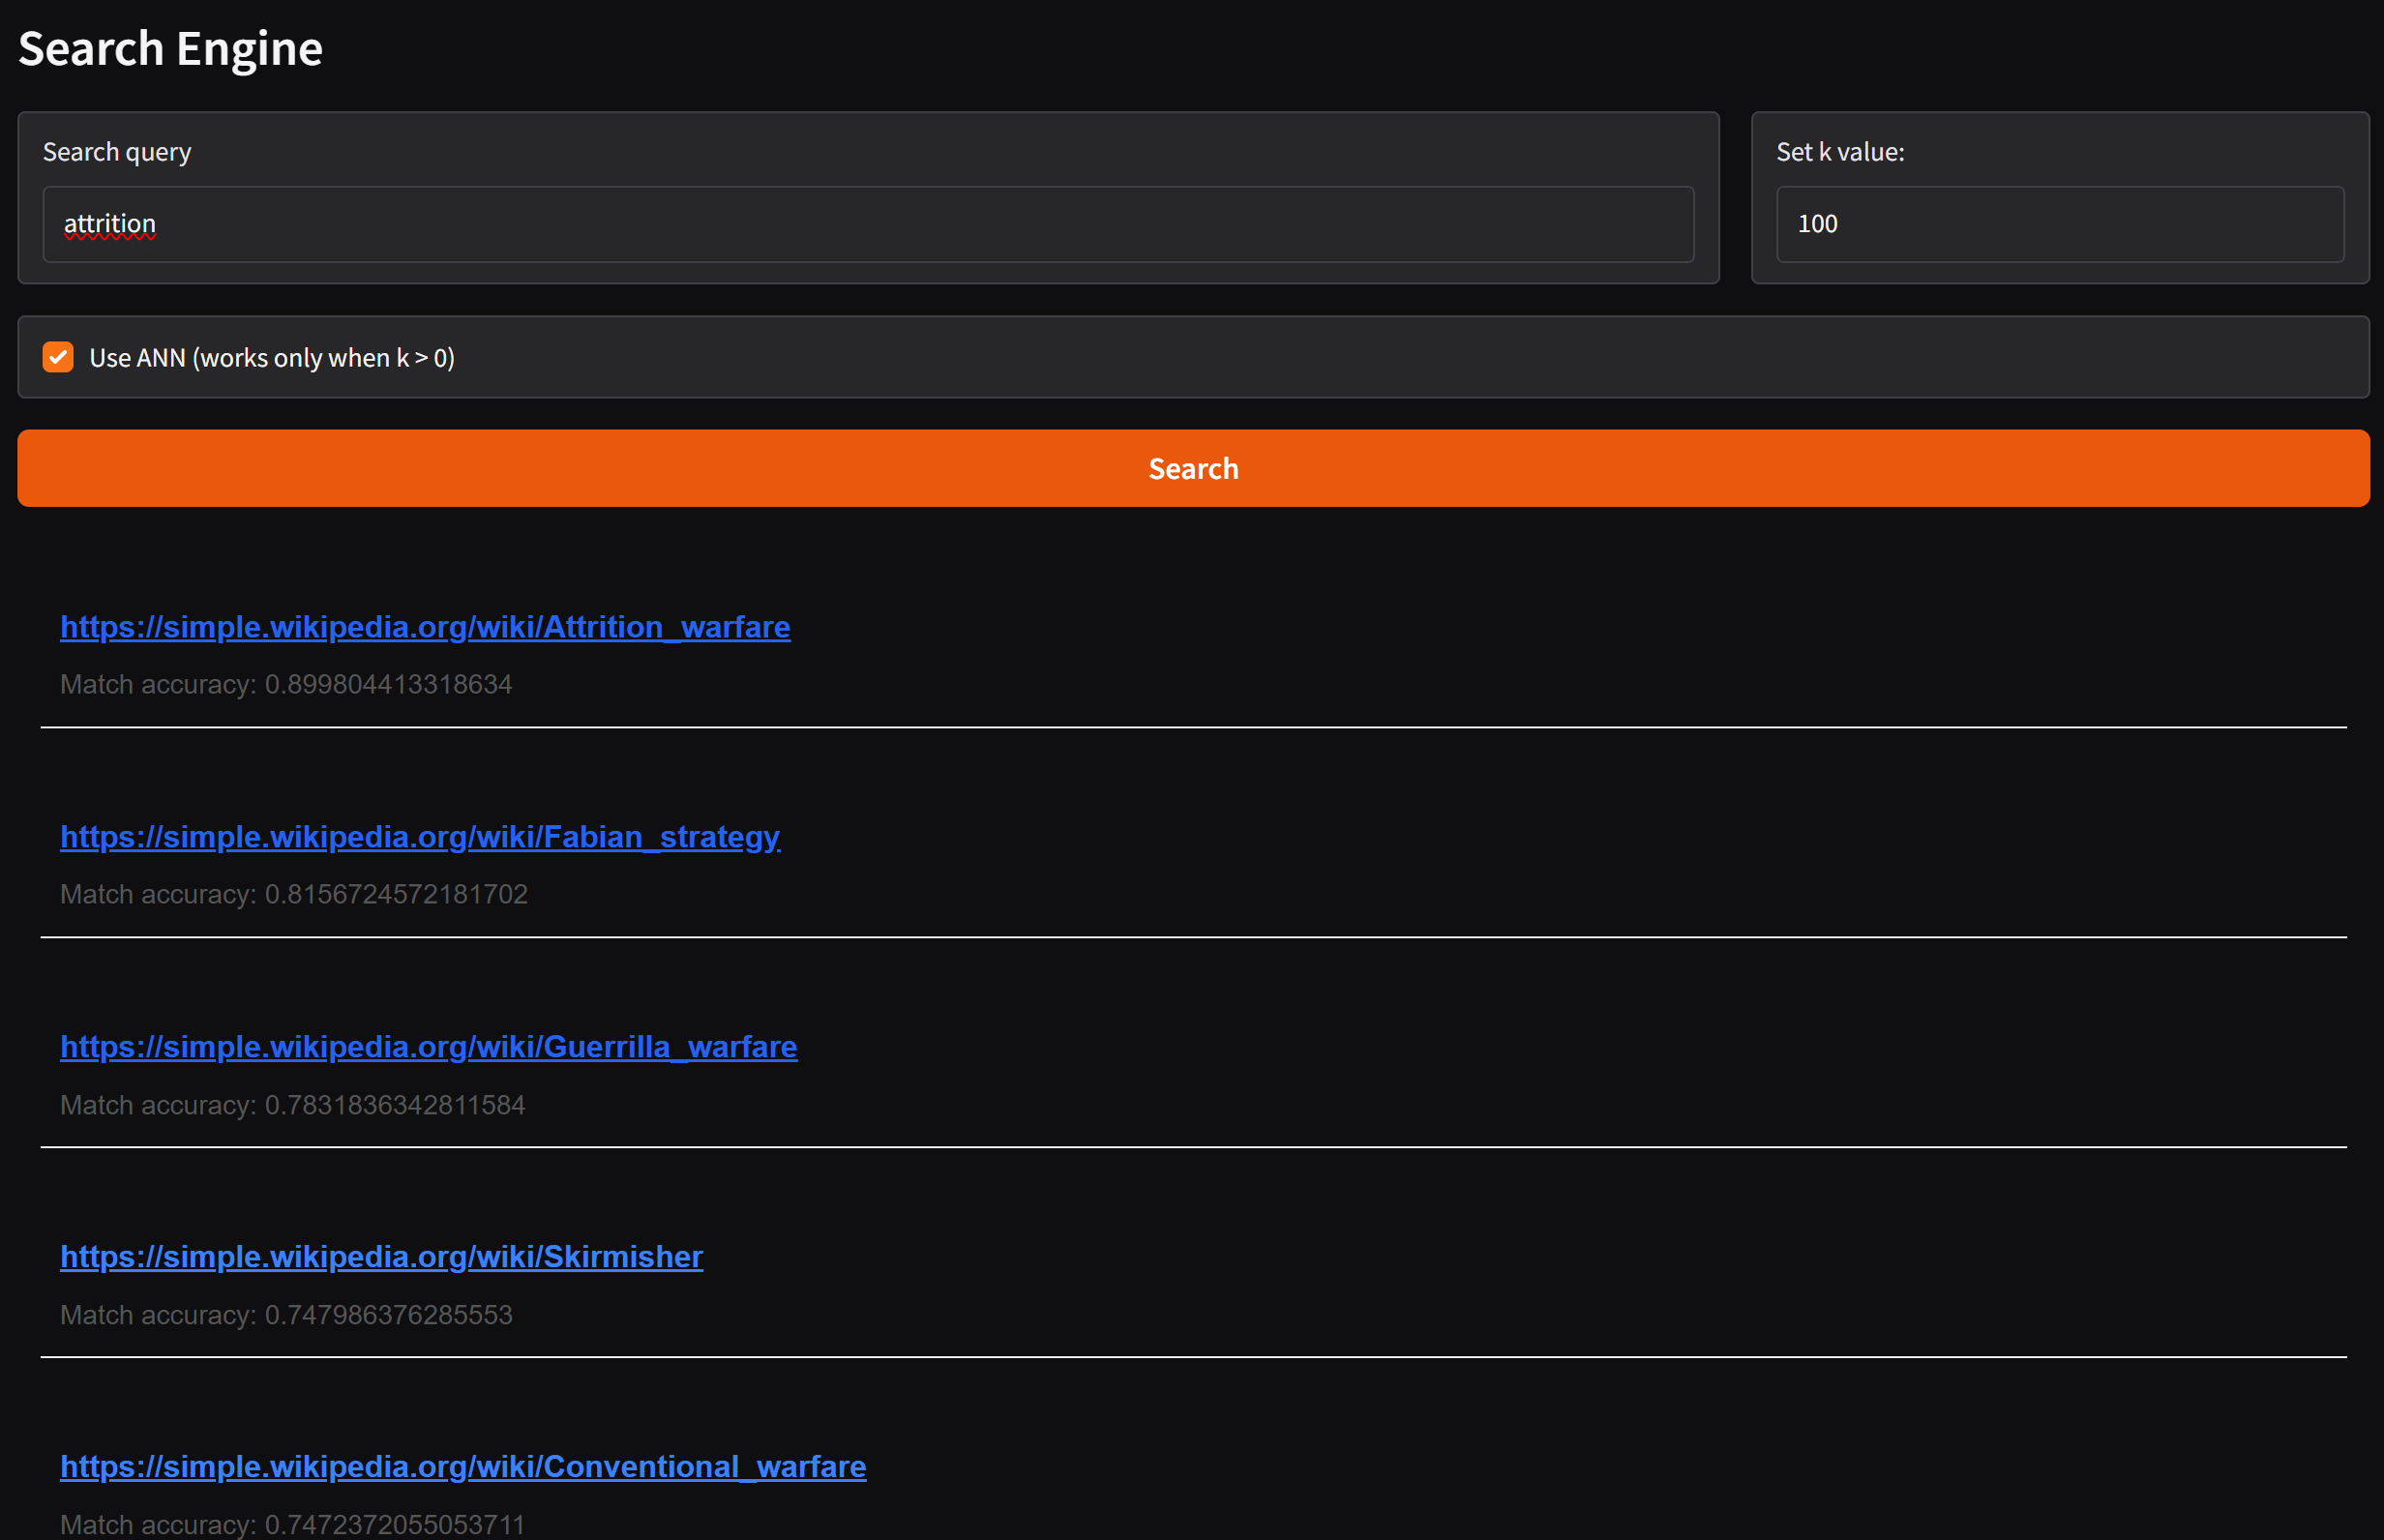 Search Engine
Search query
Set k value:
attrition
100
Use ANN (works only when k > 0)
Search
https://simple.wikipedia.org/wiki/Attrition_warfare
Match accuracy: 0.899804413318634
https://simple.wikipedia.org/wiki/Fabian_strategy
Match accuracy: 0.8156724572181702
https://simple.wikipedia.org/wiki/Guerrilla_warfare
Match accuracy: 0.7831836342811584
https://simple.wikipedia.org/wiki/Skirmisher
Match accuracy: 0.747986376285553
https://simple.wikipedia.org/wiki/Conventional_warfare
Match accuracy: 0.7472372055053711